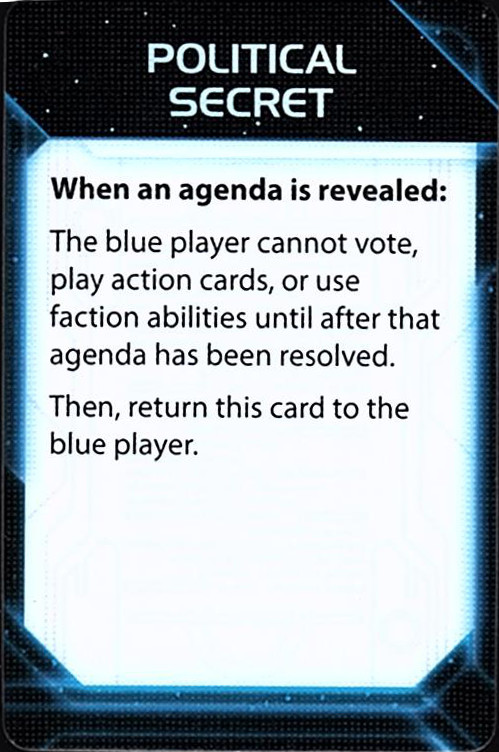 POLITICAL
SECRET
When an agenda is revealed:
The blue player cannot vote,
play action cards, or use
faction abilities until after that
agenda has been resolved.
Then, return this card to the
blue player.